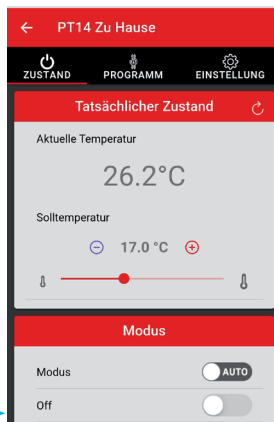 PT14 Zu Hause
ZUSTAND PROGRAMM EINSTELLUNG
Tatsächlicher Zustand
Aktuelle Temperatur
26.2°C
Solltemperatur
17.0 °C
Modus
Modus AUTO
Off